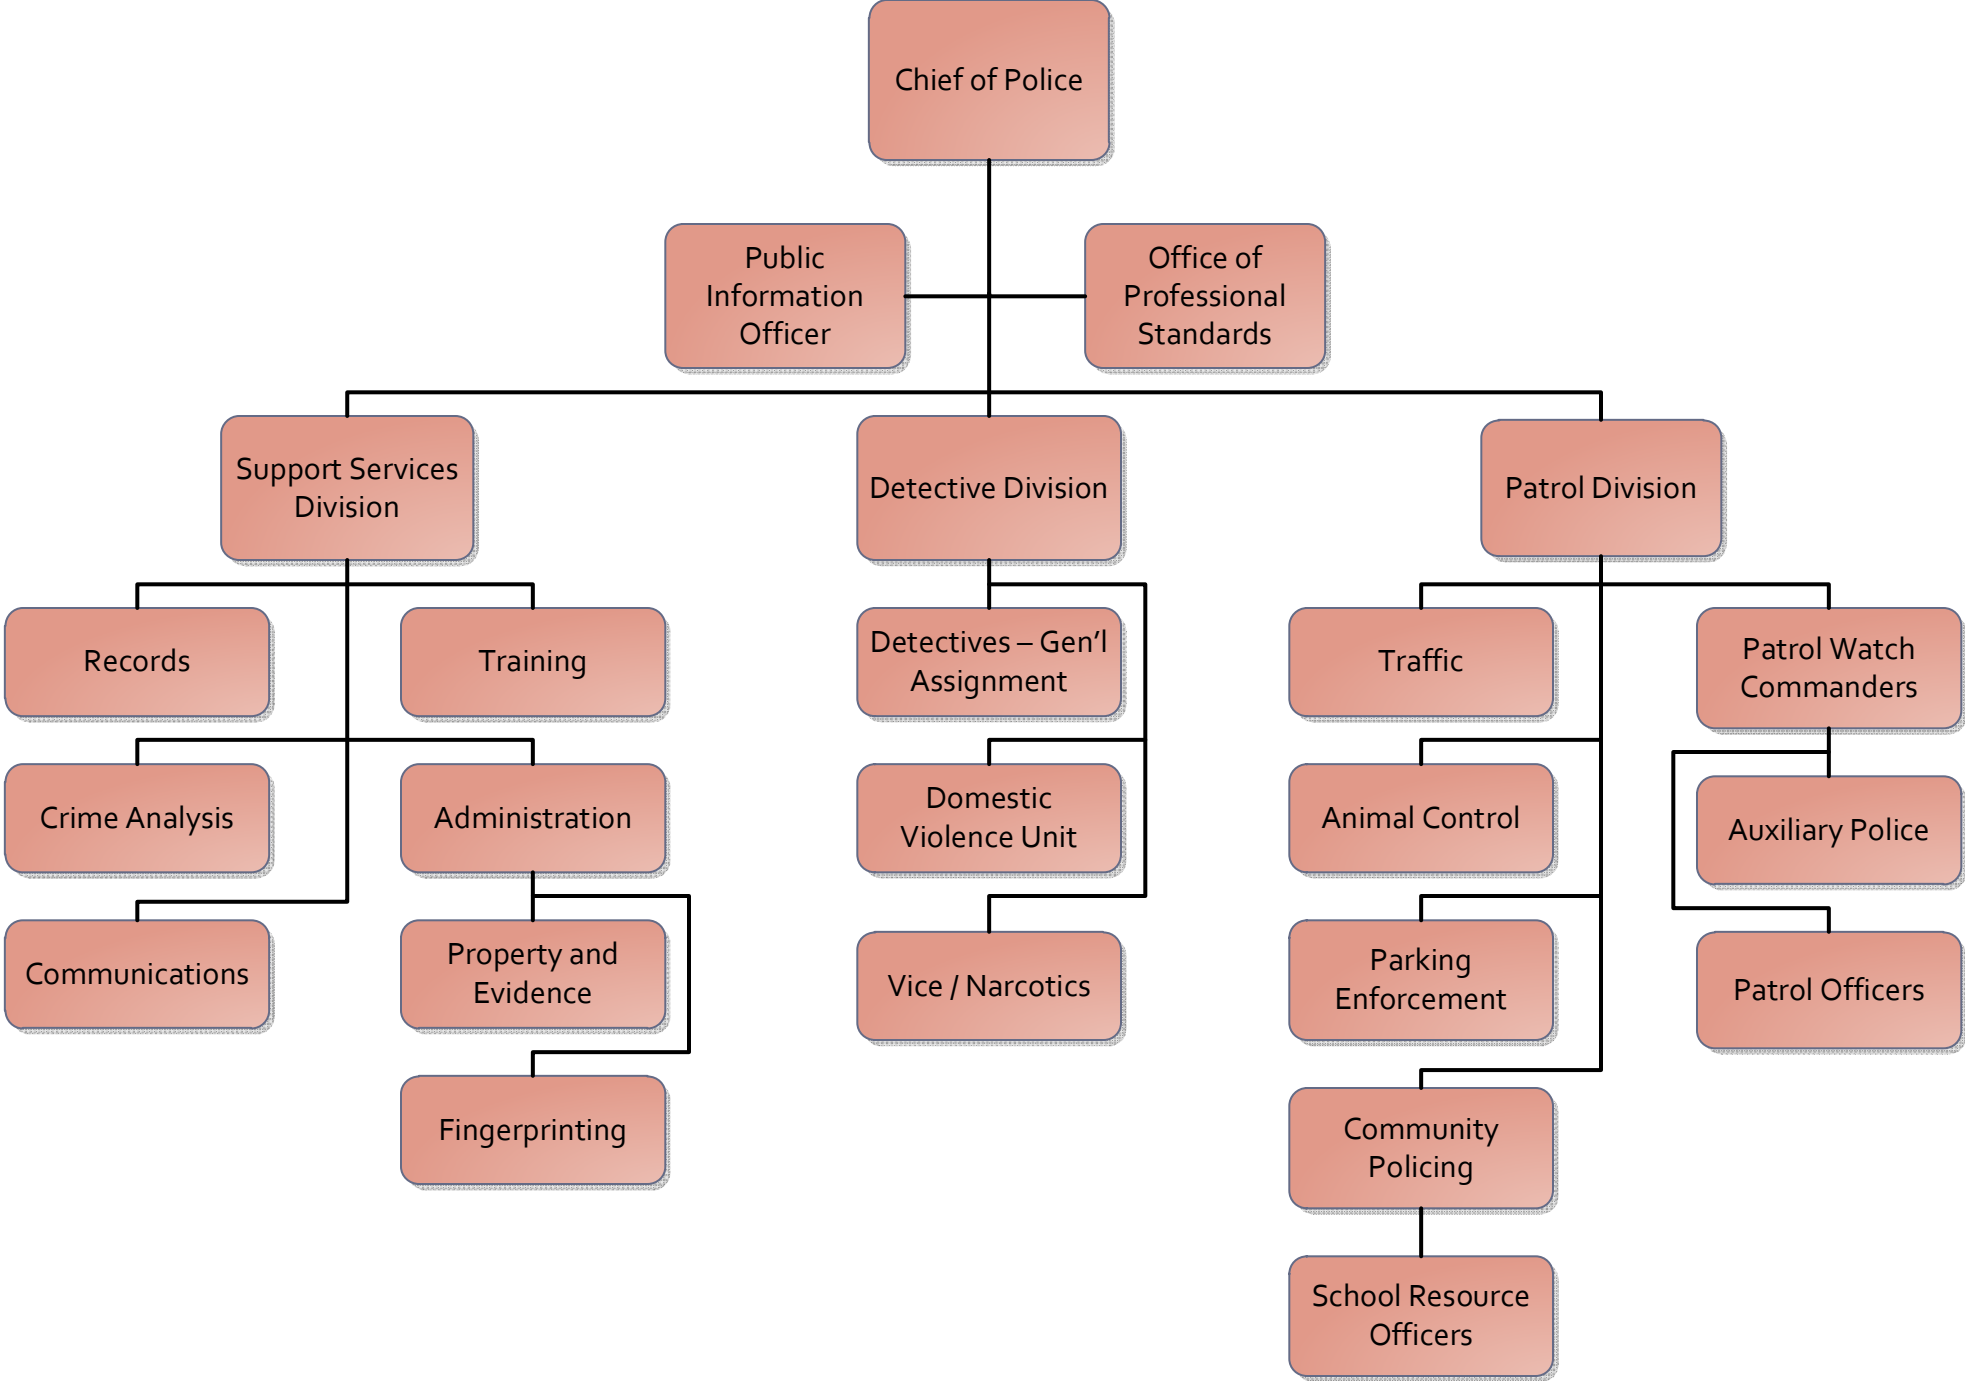 Chief of Police
Public
Information
Officer
Office of
Professional
Standards
Support Services
Division
Detective Division
Patrol Division
Records
Training
Detectives – Gen’l
Assignment
Traffic
Patrol Watch
Commanders
Crime Analysis
Administration
Domestic
Violence Unit
Animal Control
Auxiliary Police
Communications
Property and
Evidence
Vice / Narcotics
Parking
Enforcement
Patrol Officers
Fingerprinting
Community
Policing
School Resource
Officers